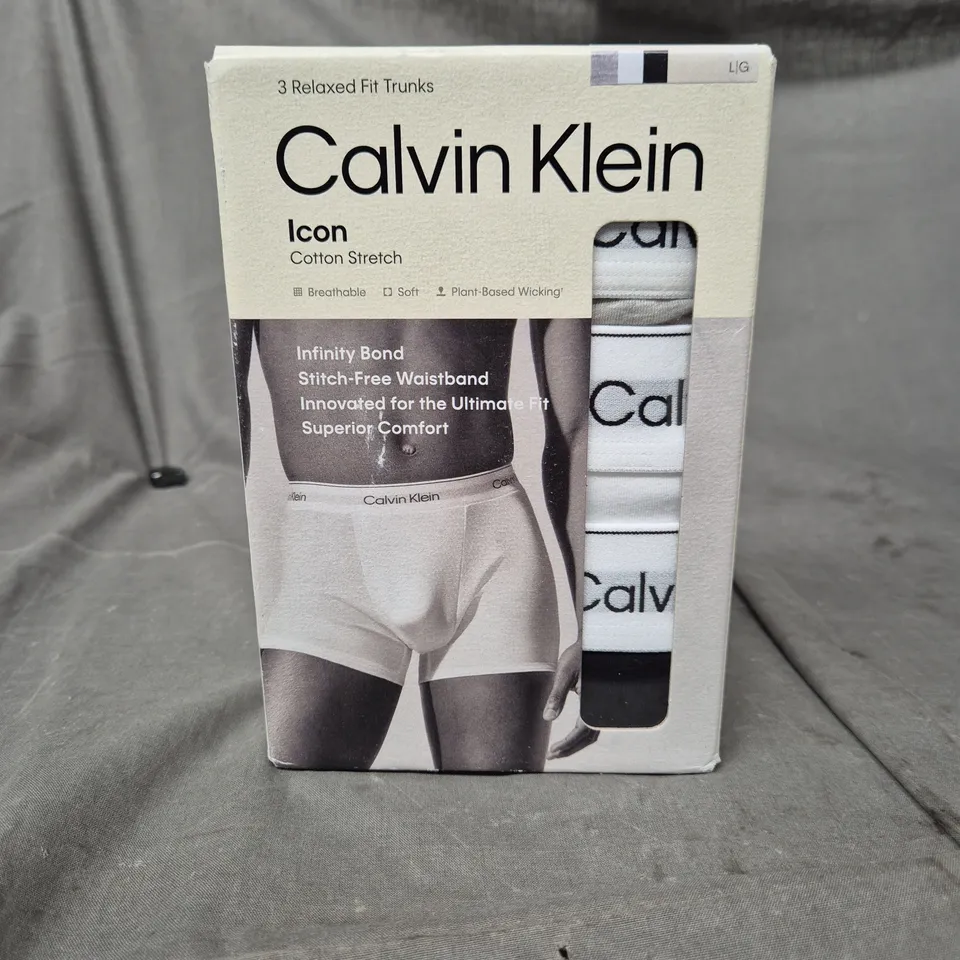 3 Relaxed Fit Trunks
L|G
Calvin Klein
Icon
Cotton Stretch
Breathable Soft Plant-Based Wicking†
Infinity Bond
Stitch-Free Waistband
Innovated for the Ultimate Fit
Superior Comfort
Calvin Klein
Cal
Calv